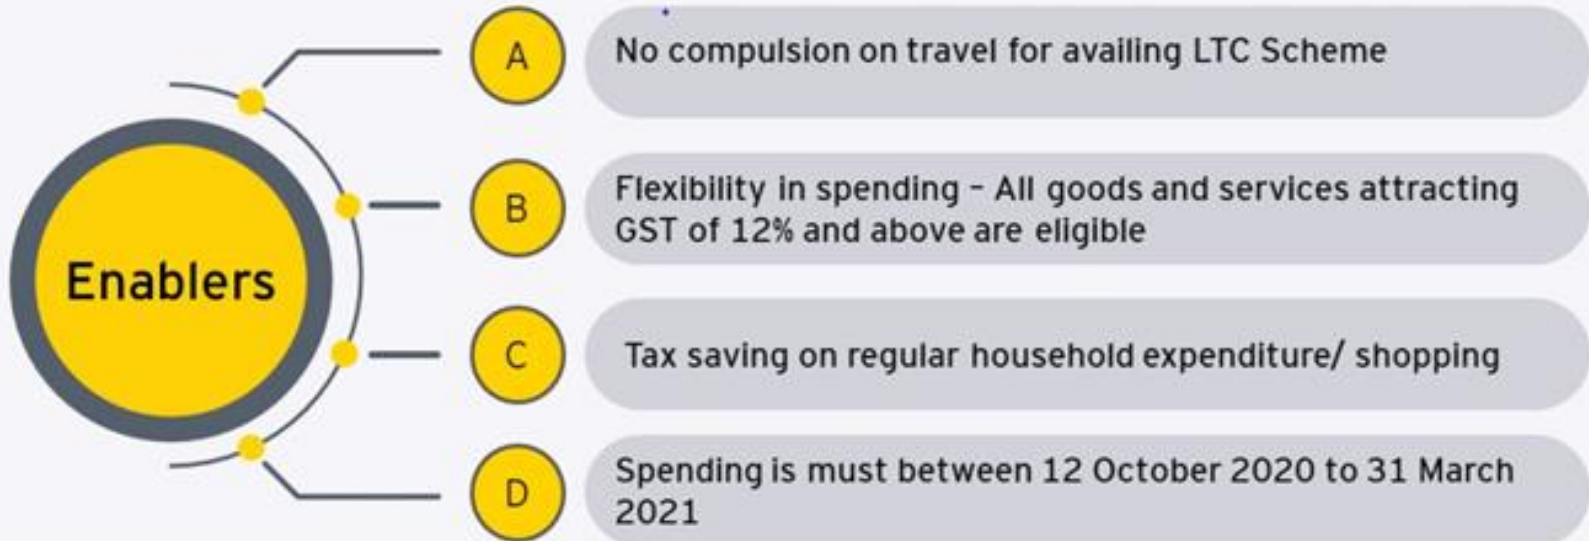 Enablers
A
No compulsion on travel for availing LTC Scheme
B
Flexibility in spending – All goods and services attracting
GST of 12% and above are eligible
C
Tax saving on regular household expenditure/ shopping
D
Spending is must between 12 October 2020 to 31 March
2021